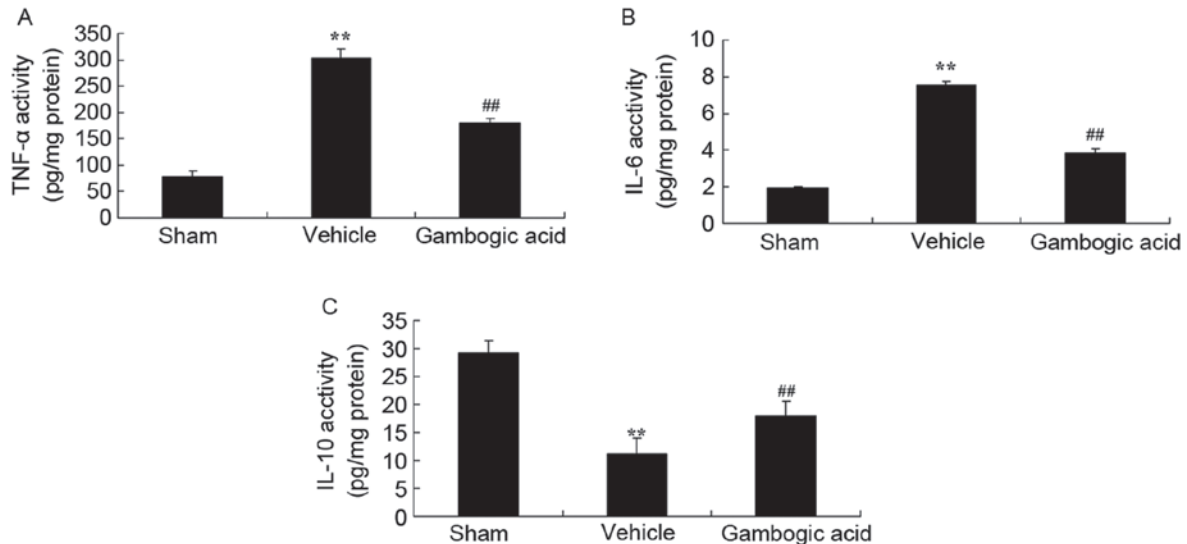 A
TNF-α activity
(pg/mg protein)
350
300
250
200
150
100
50
0
**
##
Sham
Vehicle
Gambogic acid
B
IL-6 acctivity
(pg/mg protein)
10
8
6
4
2
0
**
##
Sham
Vehicle
Gambogic acid
C
IL-10 acctivity
(pg/mg protein)
35
30
25
20
15
10
5
0
**
##
Sham
Vehicle
Gambogic acid